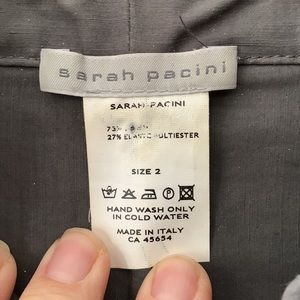 sarah pacini
SARAH PACINI
73%
27%
SIZE 2
HAND WASH ONLY
IN COLD WATER
MADE IN ITALY
CA 45654